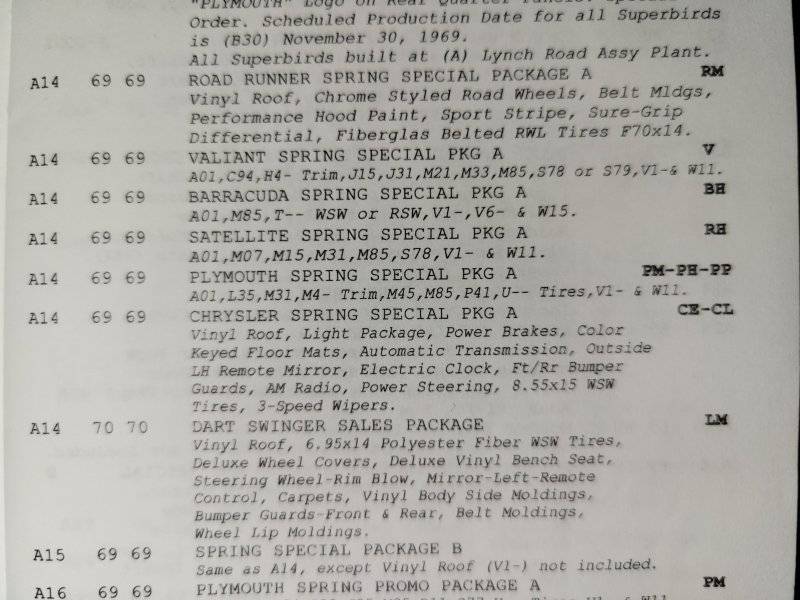 "PLYMOUTH" Logo on Rear Quarter Panels. Special
Order. Scheduled Production Date for all Superbirds
is (B30) November 30, 1969.
All Superbirds built at (A) Lynch Road Assy Plant.
A14 69 69 ROAD RUNNER SPRING SPECIAL PACKAGE A RM
Vinyl Roof, Chrome Styled Road Wheels, Belt Mldgs,
Performance Hood Paint, Sport Stripe, Sure-Grip
Differential, Fiberglas Belted RWL Tires F70x14.
A14 69 69 VALIANT SPRING SPECIAL PKG A V
A01,C94,H4- Trim,J15,J31,M21,M33,M85,S78 or S79,V1-& W11.
A14 69 69 BARRACUDA SPRING SPECIAL PKG A BH
A01,M85,T-- WSW or RSW,V1-,V6- & W15.
A14 69 69 SATELLITE SPRING SPECIAL PKG A RH
A01,M07,M15,M31,M85,S78,V1- & W11.
A14 69 69 PLYMOUTH SPRING SPECIAL PKG A PM-PH-PP
A01,L35,M31,M4- Trim,M45,M85,P41,U-- Tires,V1- & W11.
A14 69 69 CHRYSLER SPRING SPECIAL PKG A CE-CL
Vinyl Roof, Light Package, Power Brakes, Color
Keyed Floor Mats, Automatic Transmission, Outside
LH Remote Mirror, Electric Clock, Ft/Rr Bumper
Guards, AM Radio, Power Steering, 8.55x15 WSW
Tires, 3-Speed Wipers.
A14 70 70 DART SWINGER SALES PACKAGE LM
Vinyl Roof, 6.95x14 Polyester Fiber WSW Tires,
Deluxe Wheel Covers, Deluxe Vinyl Bench Seat,
Steering Wheel-Rim Blow, Mirror-Left-Remote
Control, Carpets, Vinyl Body Side Moldings,
Bumper Guards-Front & Rear, Belt Moldings,
Wheel Lip Moldings.
A15 69 69 SPRING SPECIAL PACKAGE B
Same as A14, except Vinyl Roof (V1-) not included.
A16 69 69 PLYMOUTH SPRING PROMO PACKAGE A PM